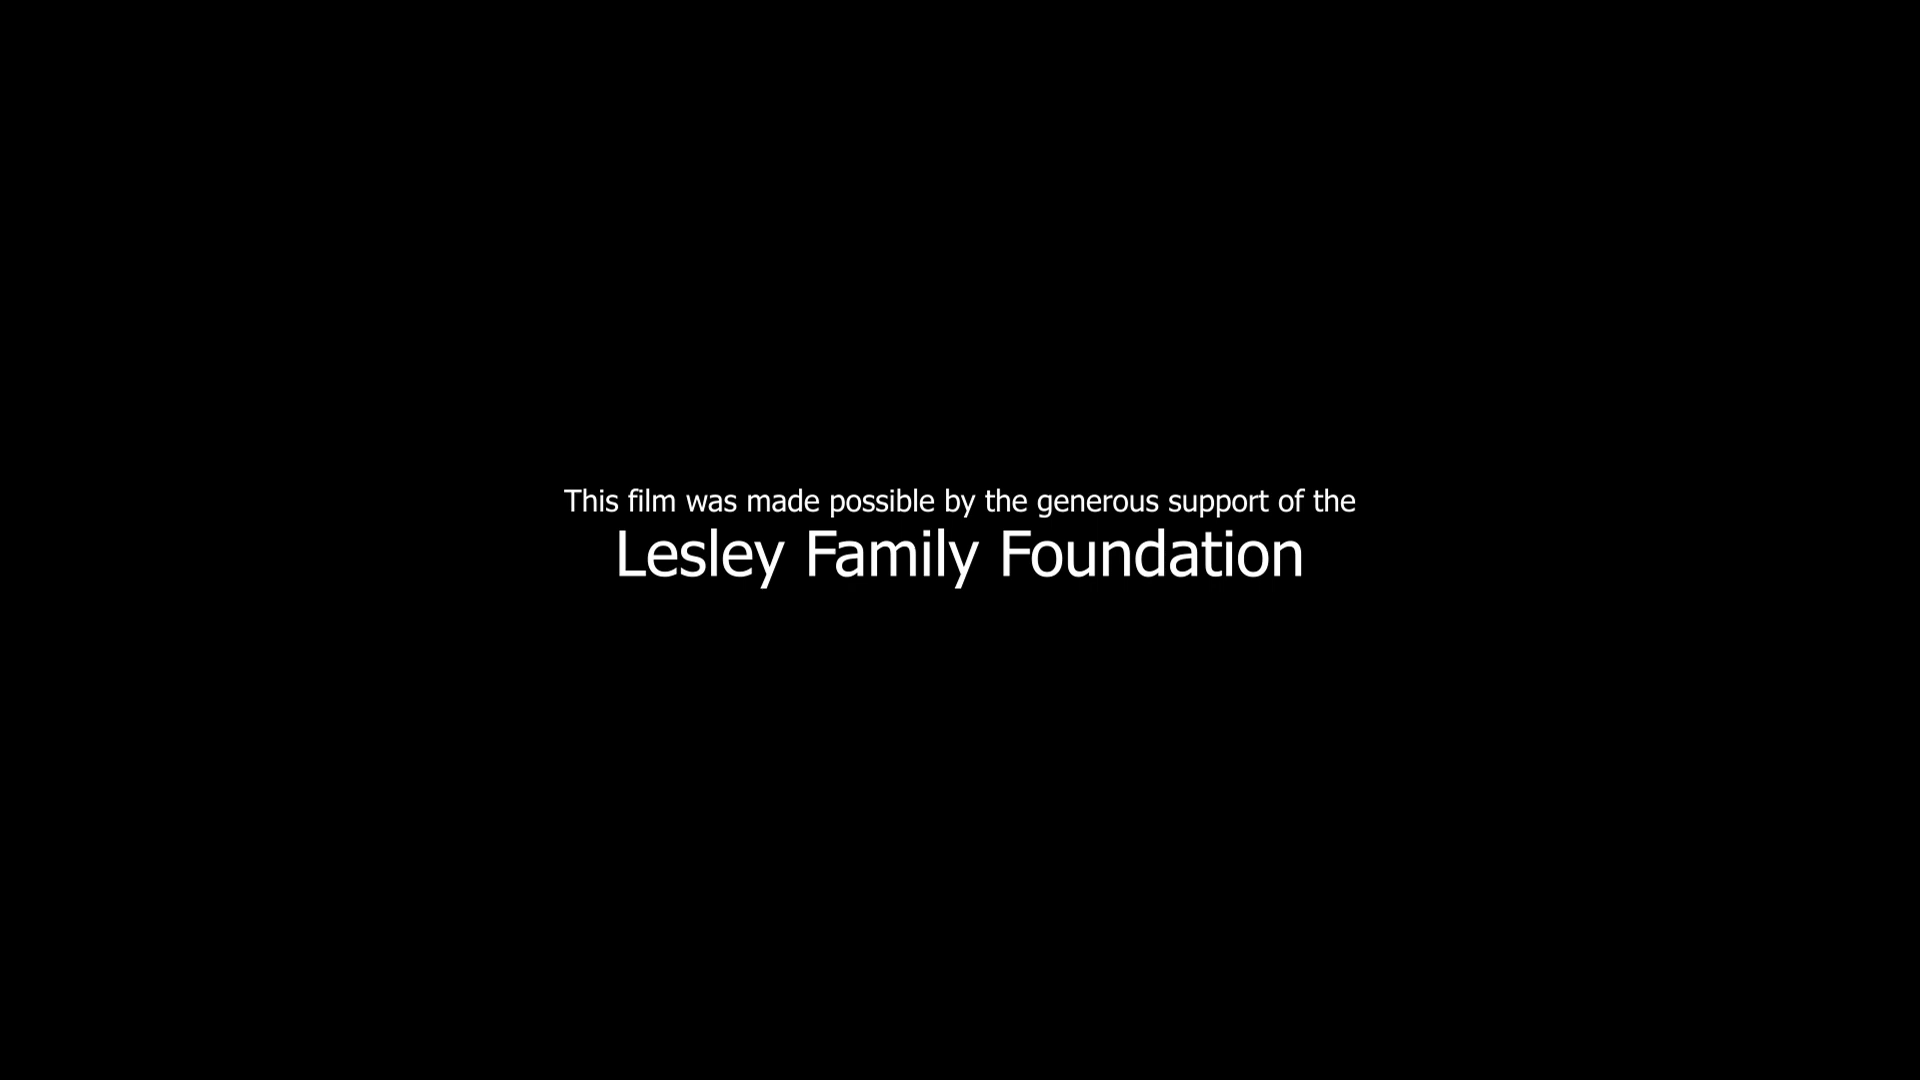 This film was made possible by the generous support of the
Lesley Family Foundation